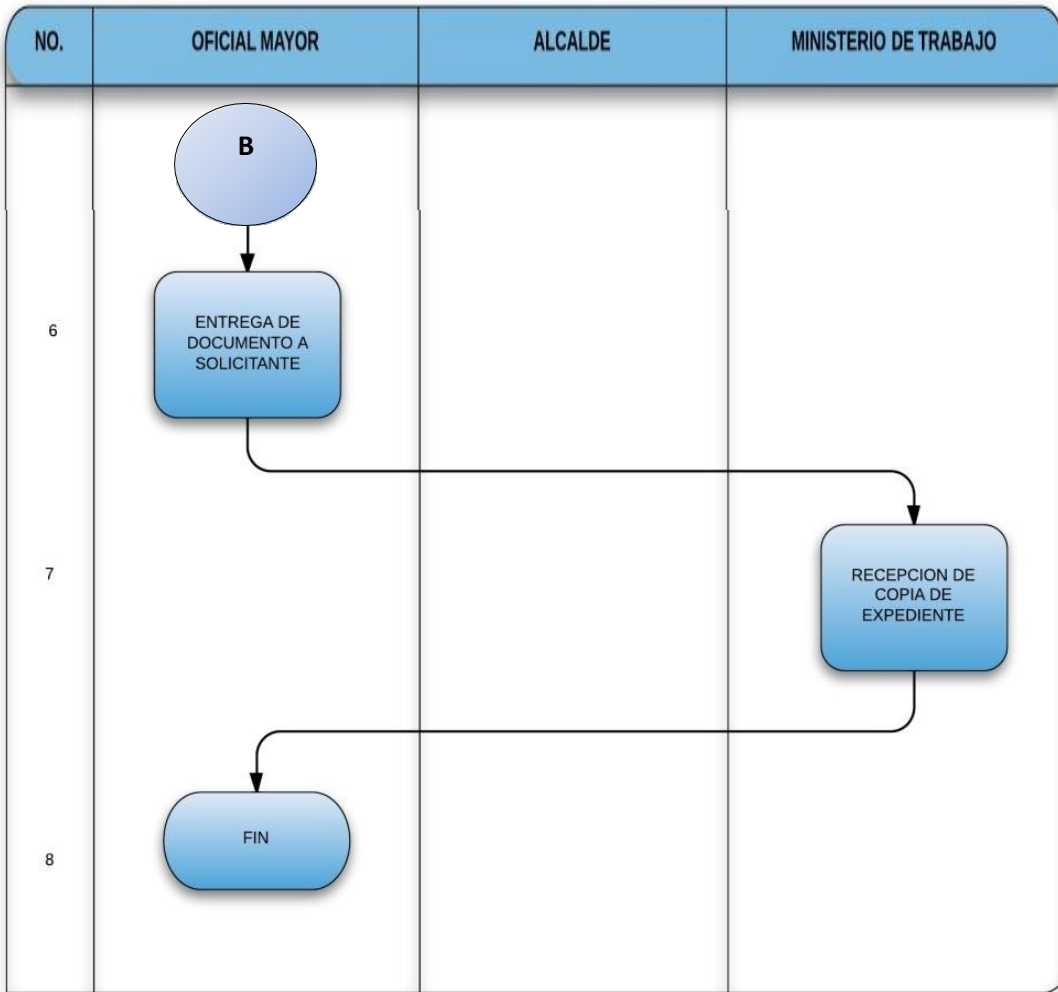 NO. OFICIAL MAYOR ALCALDE MINISTERIO DE TRABAJO
B
6
ENTREGA DE
DOCUMENTO A
SOLICITANTE
7
RECEPCION DE
COPIA DE
EXPEDIENTE
FIN
8